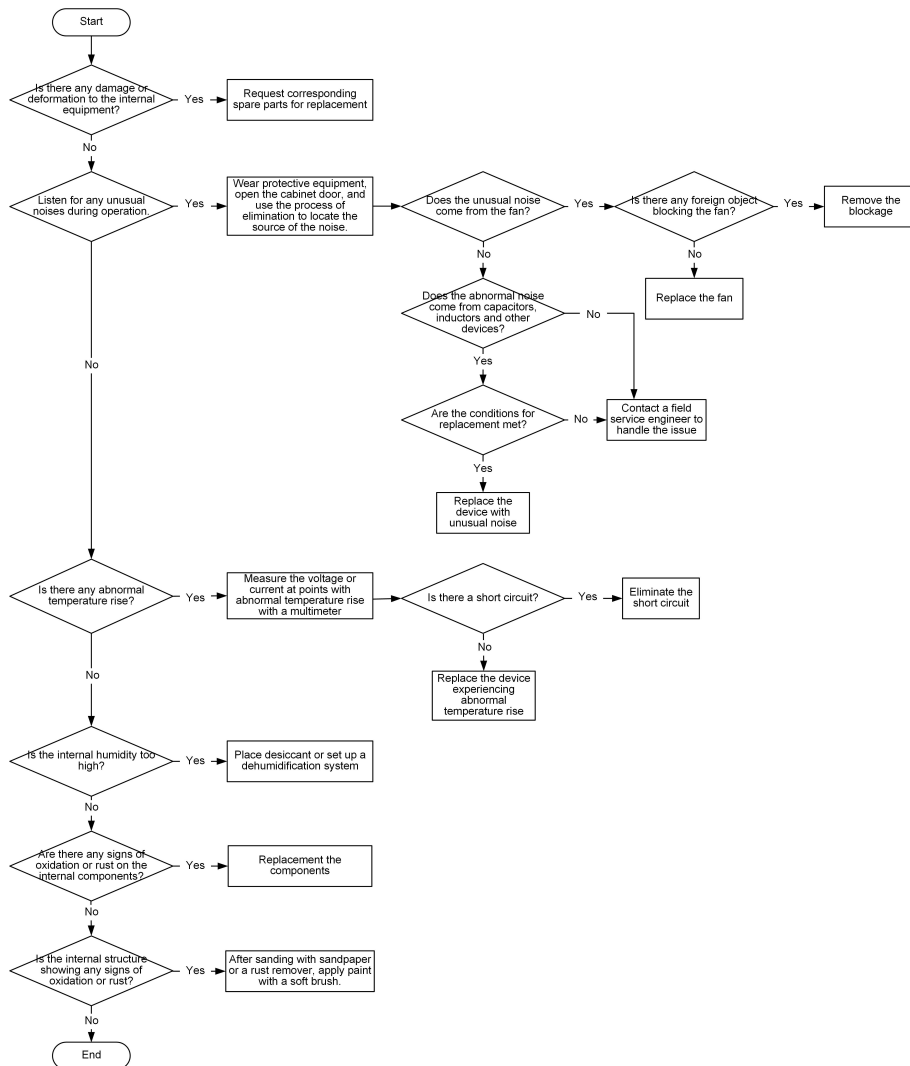 Start
Is there any damage or
deformation to the internal
equipment?
Yes
Request corresponding
spare parts for replacement
No
Listen for any unusual
noises during operation.
Yes
Wear protective equipment,
open the cabinet door, and
use the process of
elimination to locate the
source of the noise.
Does the unusual noise
come from the fan?
Yes
Is there any foreign object
blocking the fan?
Yes
Remove the
blockage
No
No
Replace the fan
Does the abnormal noise
come from capacitors,
inductors and other
devices?
No
Yes
No
Are the conditions for
replacement met?
No
Contact a field
service engineer to
handle the issue
Yes
Replace the
device with
unusual noise
Is there any abnormal
temperature rise?
Yes
Measure the voltage or
current at points with
abnormal temperature rise
with a multimeter
Is there a short circuit?
Yes
Eliminate the
short circuit
No
No
Replace the device
experiencing
abnormal
temperature rise
Is the internal humidity too
high?
Yes
Place desiccant or set up a
dehumidification system
No
Are there any signs of
oxidation or rust on the
internal components?
Yes
Replacement the
components
No
Is the internal structure
showing any signs of
oxidation or rust?
Yes
After sanding with sandpaper
or a rust remover, apply paint
with a soft brush.
No
End